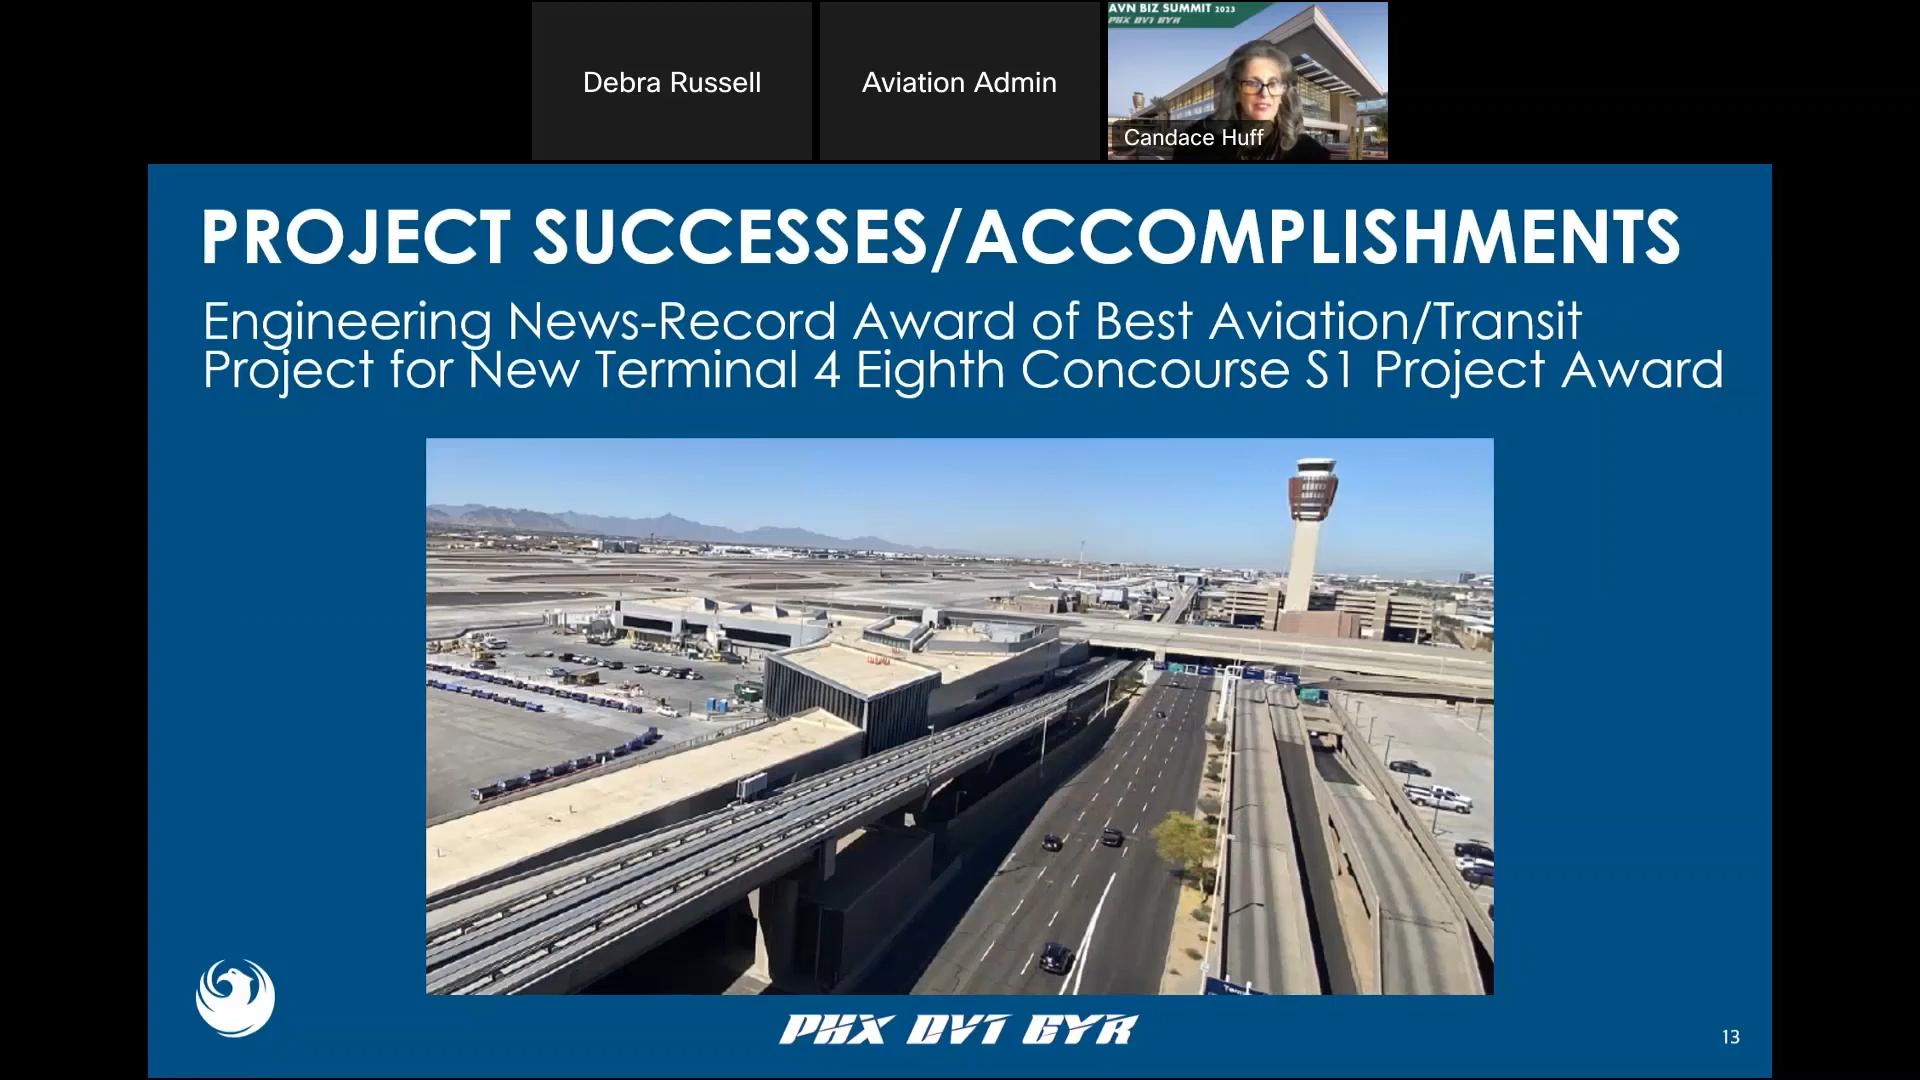 Debra Russell
Aviation Admin
AVN BIZ SUMMIT 2023
PHX DVT GYR
Candace Huff
PROJECT SUCCESSES/ACCOMPLISHMENTS
Engineering News-Record Award of Best Aviation/Transit
Project for New Terminal 4 Eighth Concourse S1 Project Award
PHX DVT GYR
13